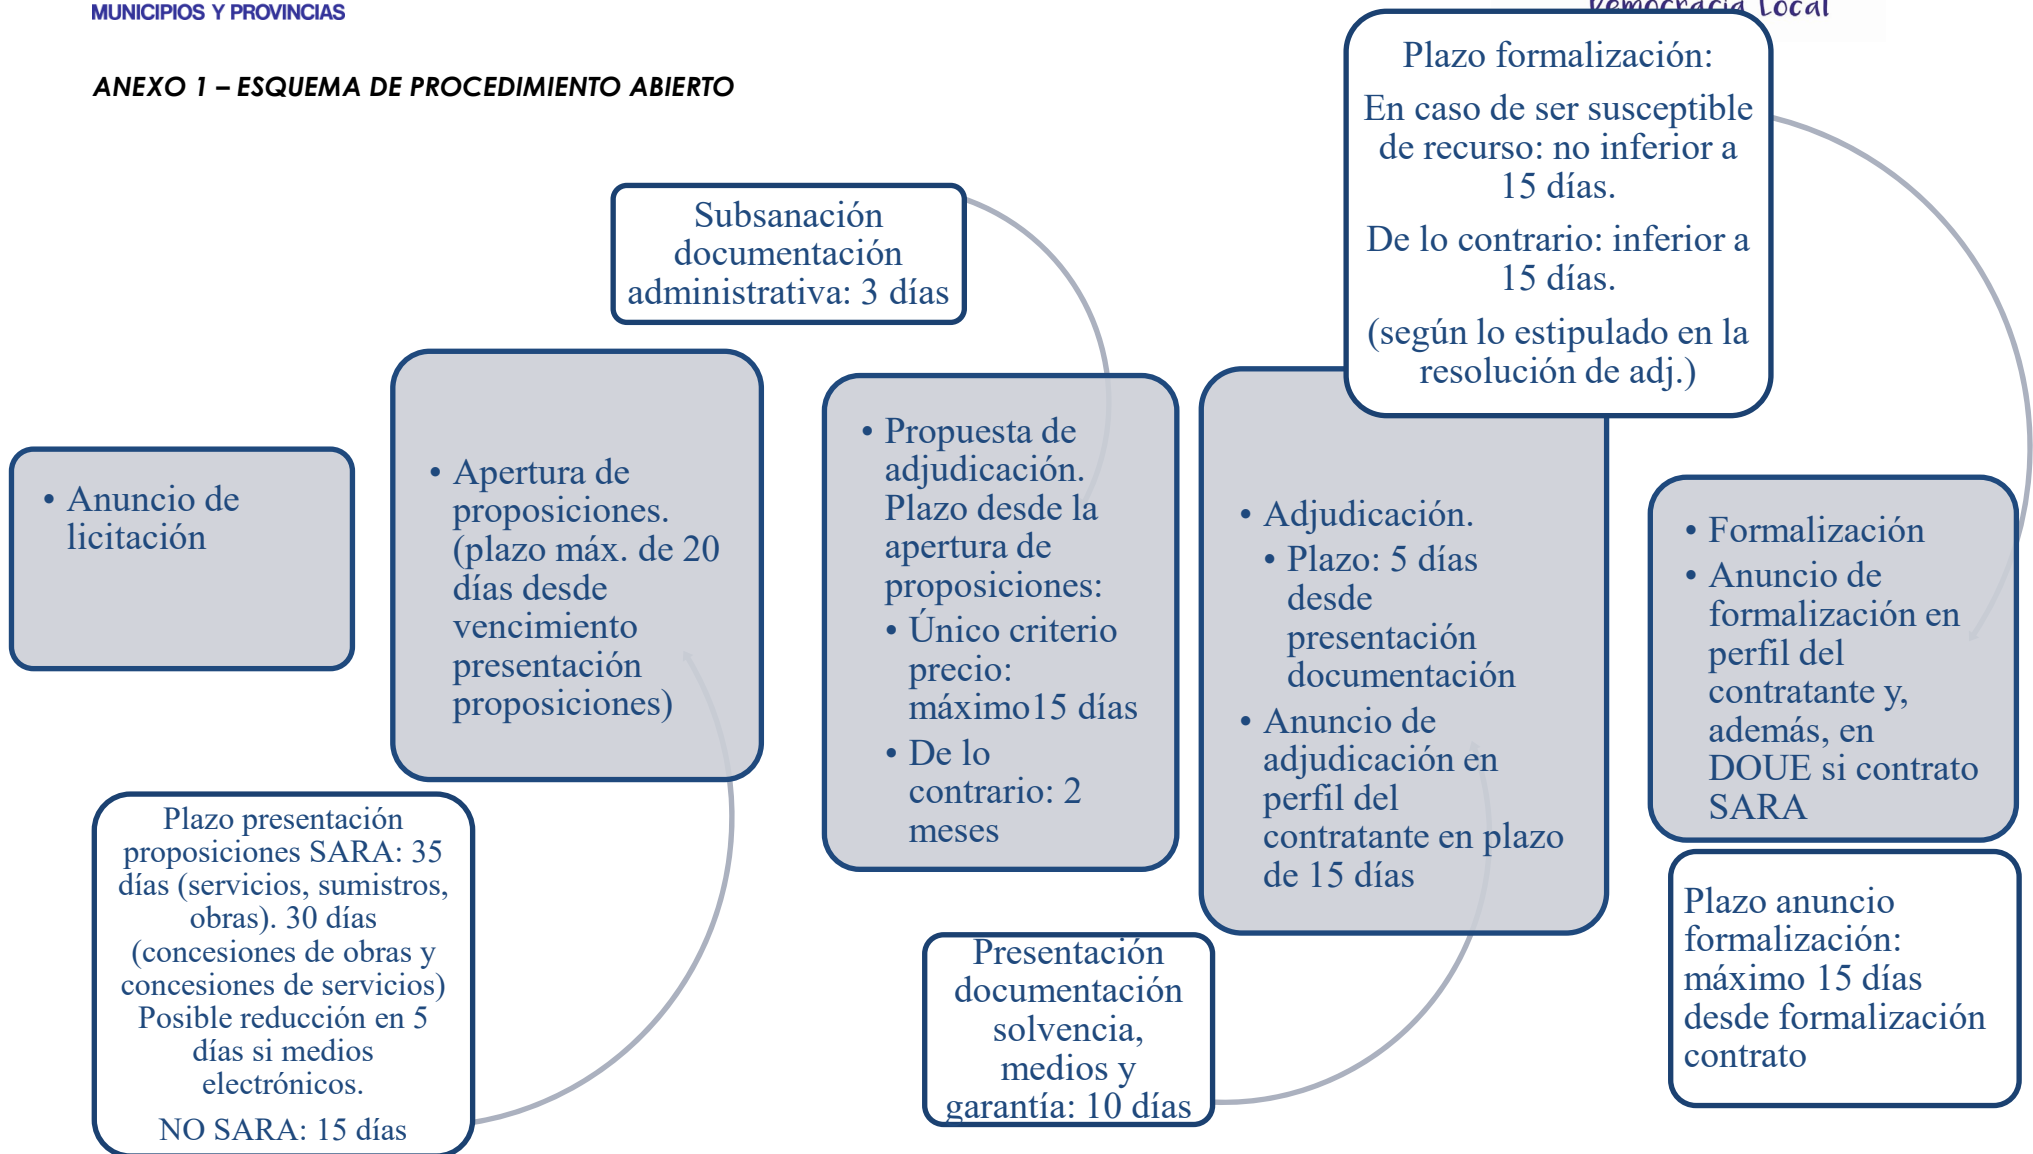 MUNICIPIOS Y PROVINCIAS
Democracia Local
ANEXO 1 – ESQUEMA DE PROCEDIMIENTO ABIERTO
• Anuncio de
licitación
Plazo presentación
proposiciones SARA: 35
días (servicios, sumistros,
obras). 30 días
(concesiones de obras y
concesiones de servicios)
Posible reducción en 5
días si medios
electrónicos.
NO SARA: 15 días
• Apertura de
proposiciones.
(plazo máx. de 20
días desde
vencimiento
presentación
proposiciones)
Subsanación
documentación
administrativa: 3 días
• Propuesta de
adjudicación.
Plazo desde la
apertura de
proposiciones:
• Único criterio
precio:
máximo15 días
• De lo
contrario: 2
meses
Presentación
documentación
solvencia,
medios y
garantía: 10 días
• Adjudicación.
• Plazo: 5 días
desde
presentación
documentación
• Anuncio de
adjudicación en
perfil del
contratante en plazo
de 15 días
Plazo formalización:
En caso de ser susceptible
de recurso: no inferior a
15 días.
De lo contrario: inferior a
15 días.
(según lo estipulado en la
resolución de adj.)
• Formalización
• Anuncio de
formalización en
perfil del
contratante y,
además, en
DOUE si contrato
SARA
Plazo anuncio
formalización:
máximo 15 días
desde formalización
contrato